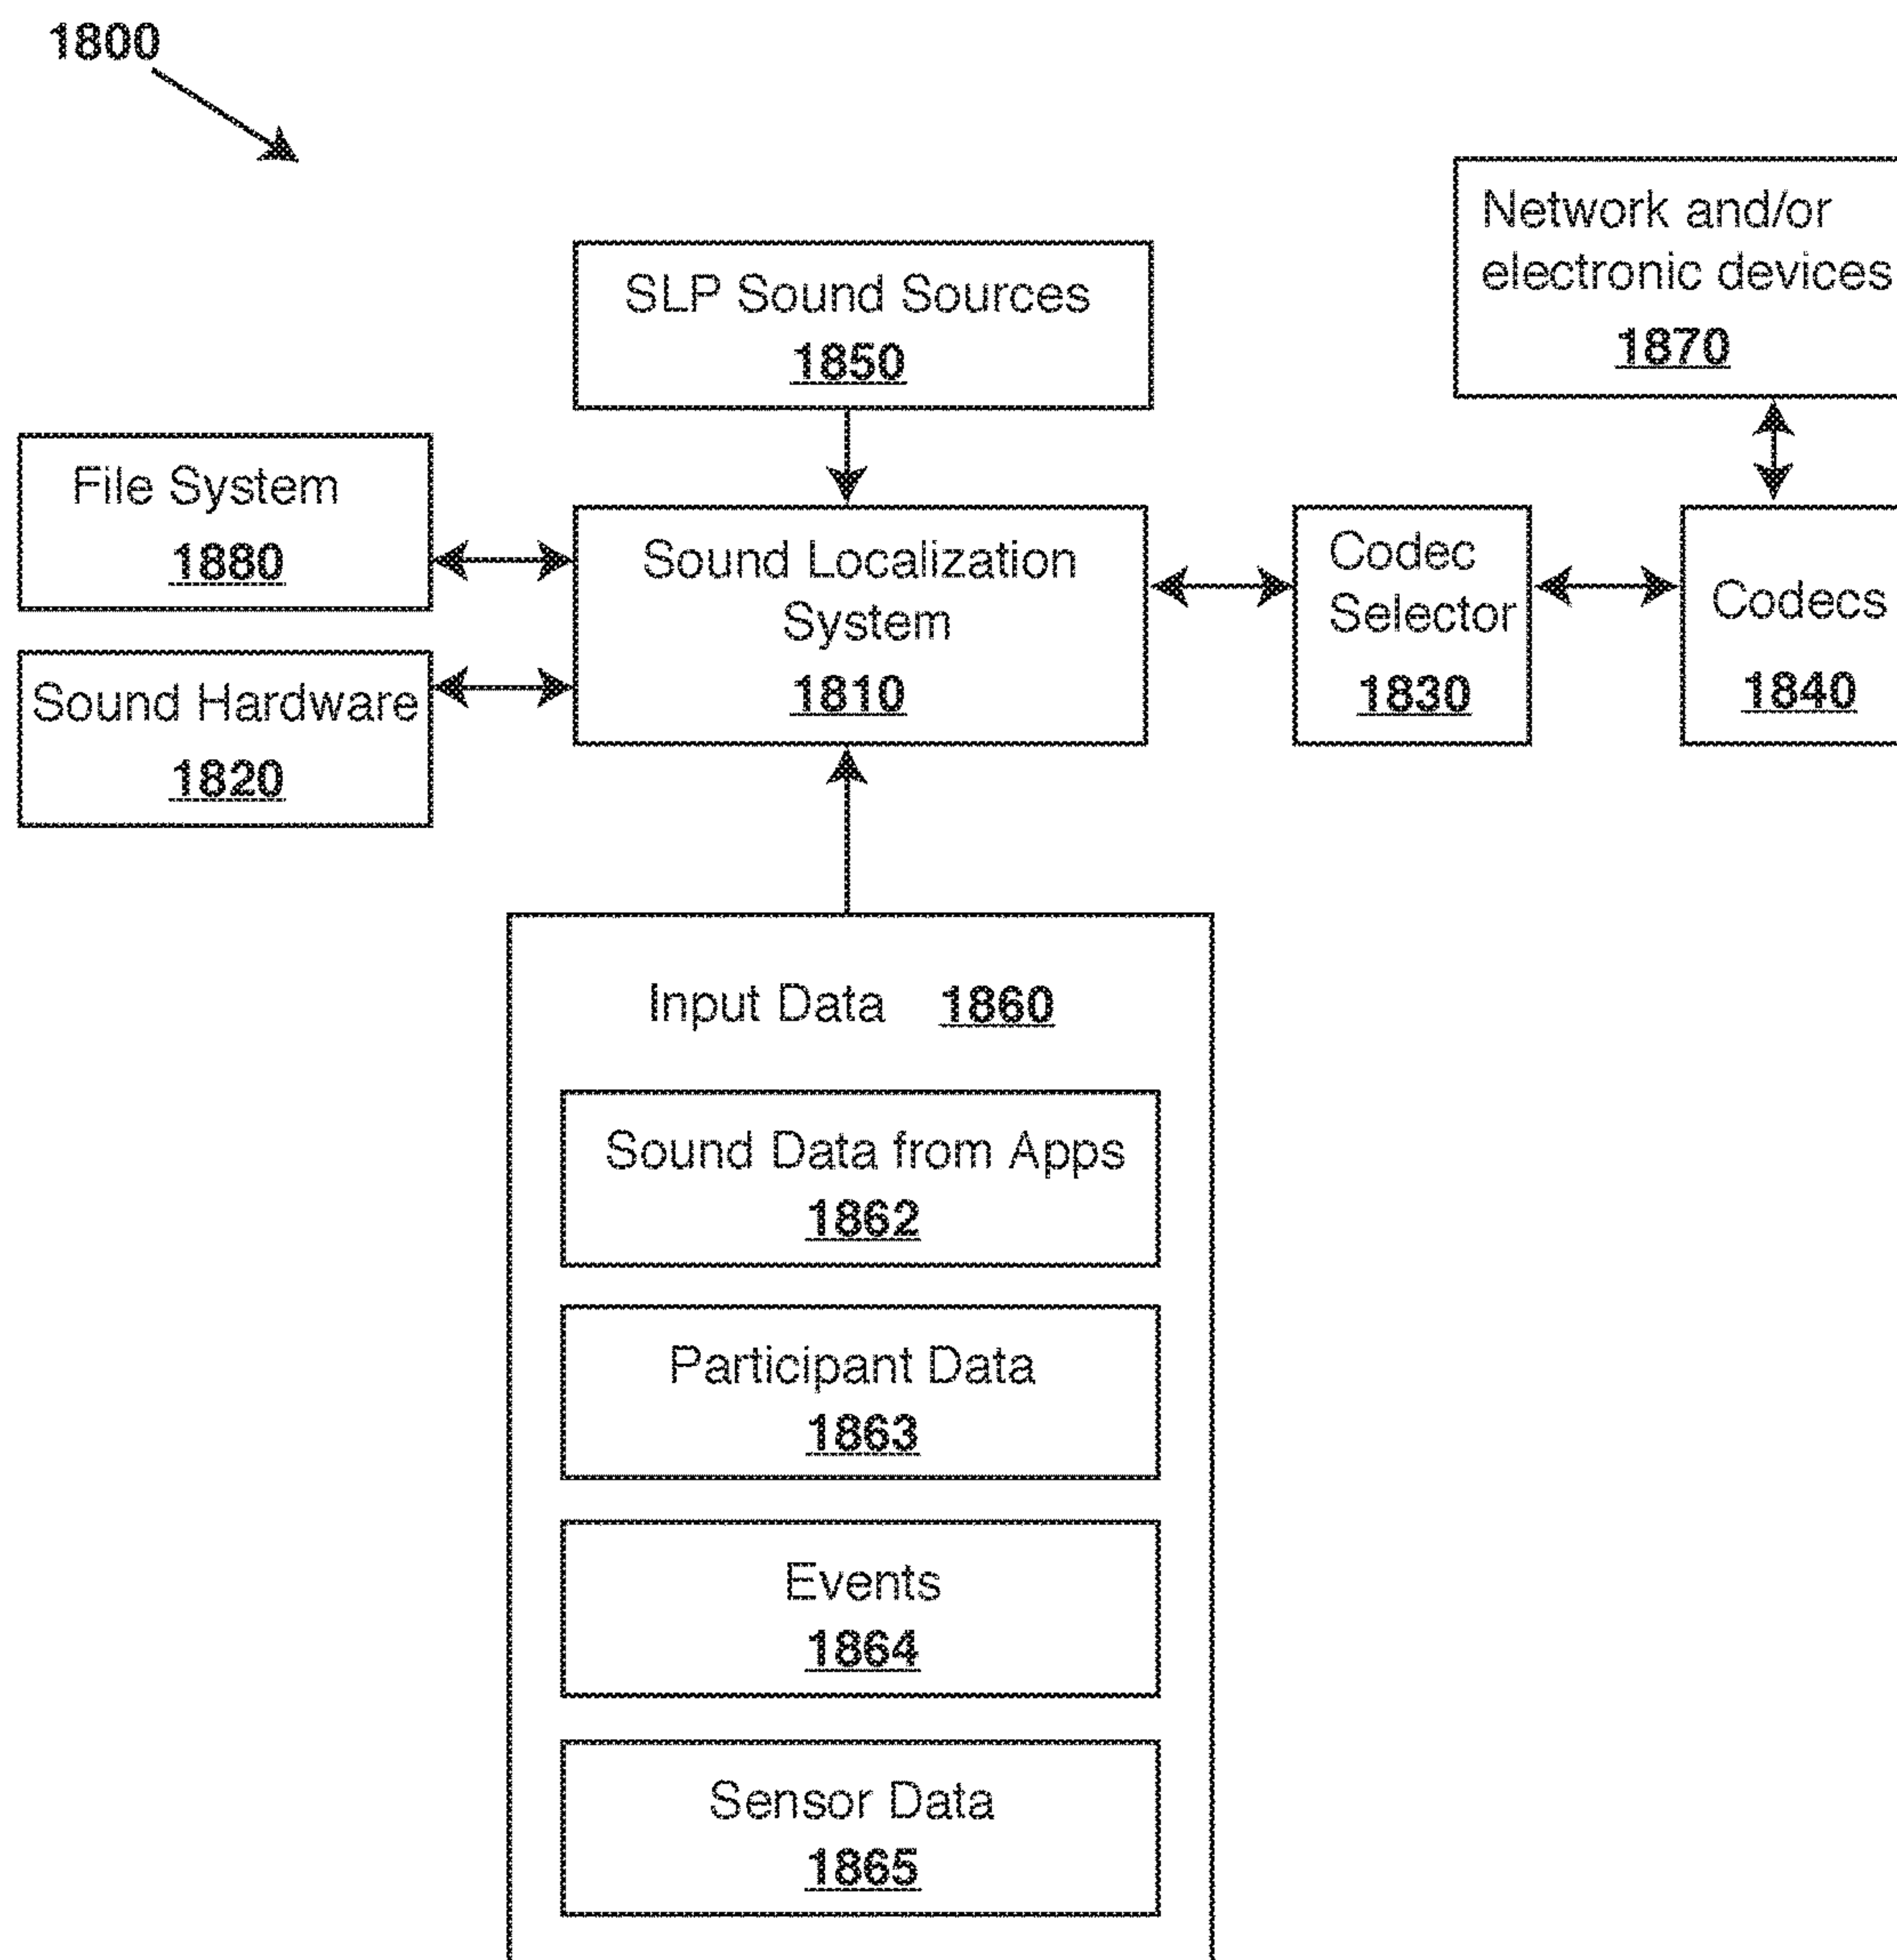 1800
Network and/or
electronic devices
1870
SLP Sound Sources
1850
File System
1880
Sound Hardware
1820
Sound Localization
System
1810
Codec
Selector
1830
Codecs
1840
Input Data 1860
Sound Data from Apps
1862
Participant Data
1863
Events
1864
Sensor Data
1865